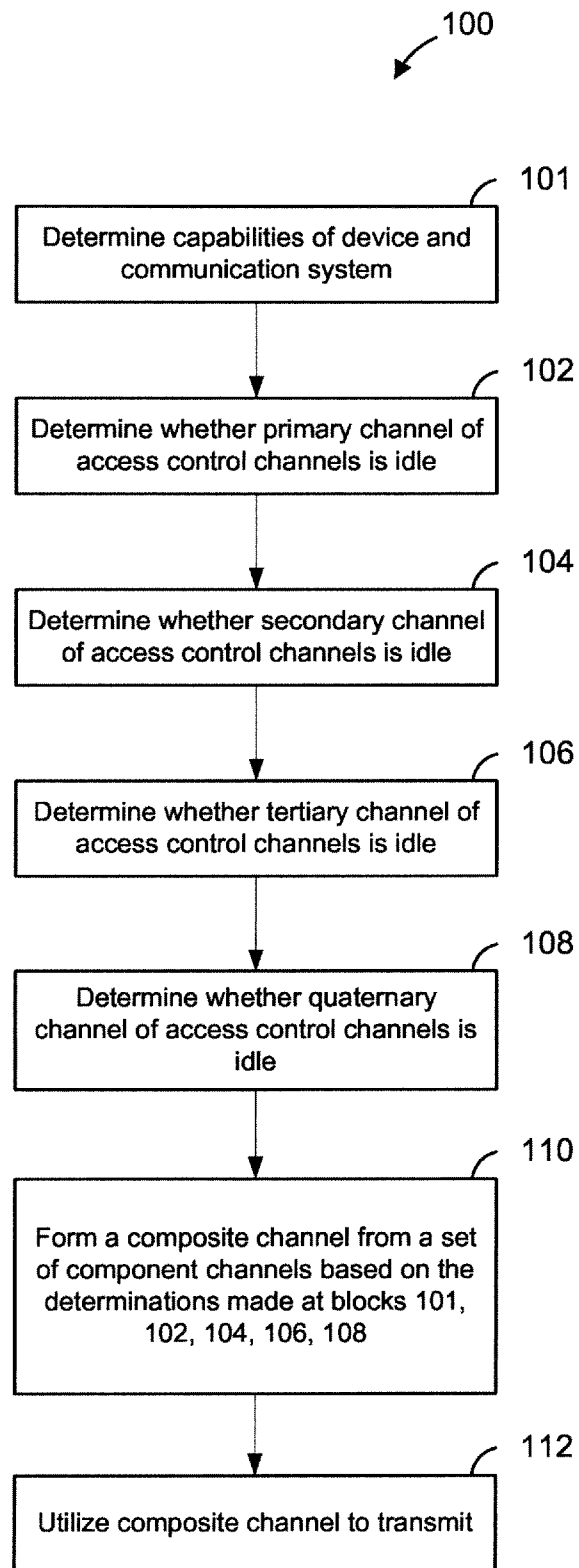 100
101
Determine capabilities of device and
communication system
102
Determine whether primary channel of
access control channels is idle
104
Determine whether secondary channel
of access control channels is idle
106
Determine whether tertiary channel of
access control channels is idle
108
Determine whether quaternary
channel of access control channels is
idle
110
Form a composite channel from a set
of component channels based on the
determinations made at blocks 101,
102, 104, 106, 108
112
Utilize composite channel to transmit